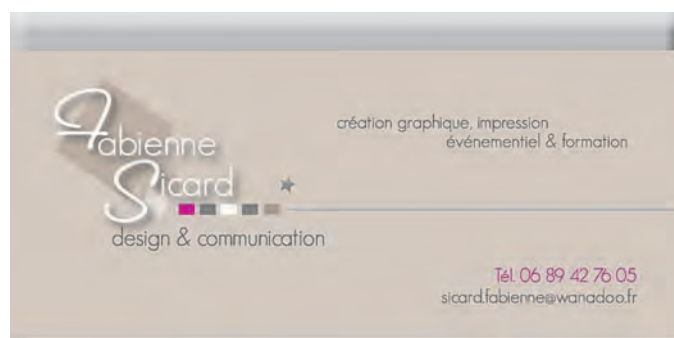 Fabienne
Sicard
design & communication
création graphique, impression
événementiel & formation
Tél. 06 89 42 76 05
sicard.fabienne@wanadoo.fr